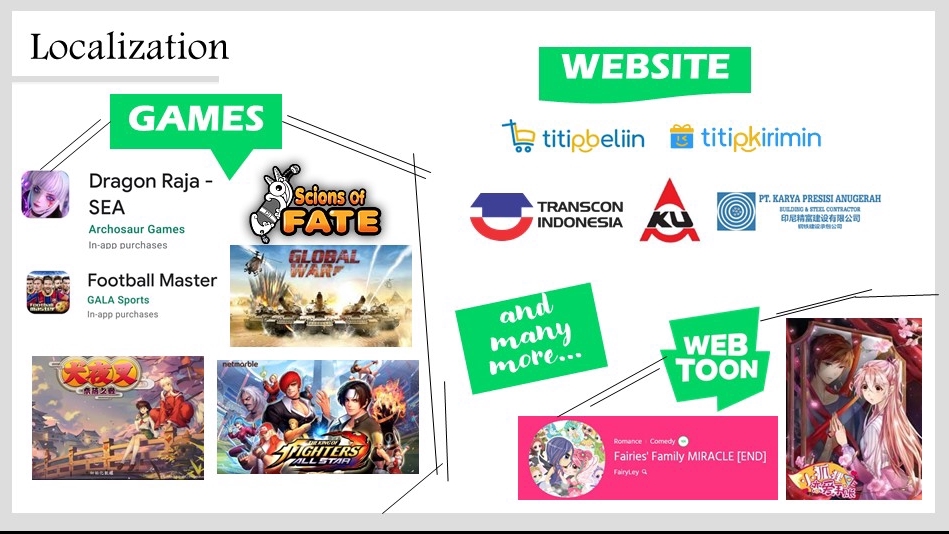 Localization
GAMES
Dragon Raja -
SEA
Archosaur Games
In-app purchases
Football Master
GALA Sports
In-app purchases
Scions Of
FATE
GLOBAL
WAR
犬夜叉
netmarble
THE KING OF
FIGHTERS
ALLSTAR
WEBSITE
titipbeliin
titipkirimin
TRANSCON
INDONESIA
KU
PT. KARYA PRESISI ANUGERAH
BUILDING & STEEL CONTRACTOR
印尼精富建设有限公司
and
many
more...
WEB
TOON
Romance · Comedy
Fairies' Family MIRACLE [END]
FairyLey